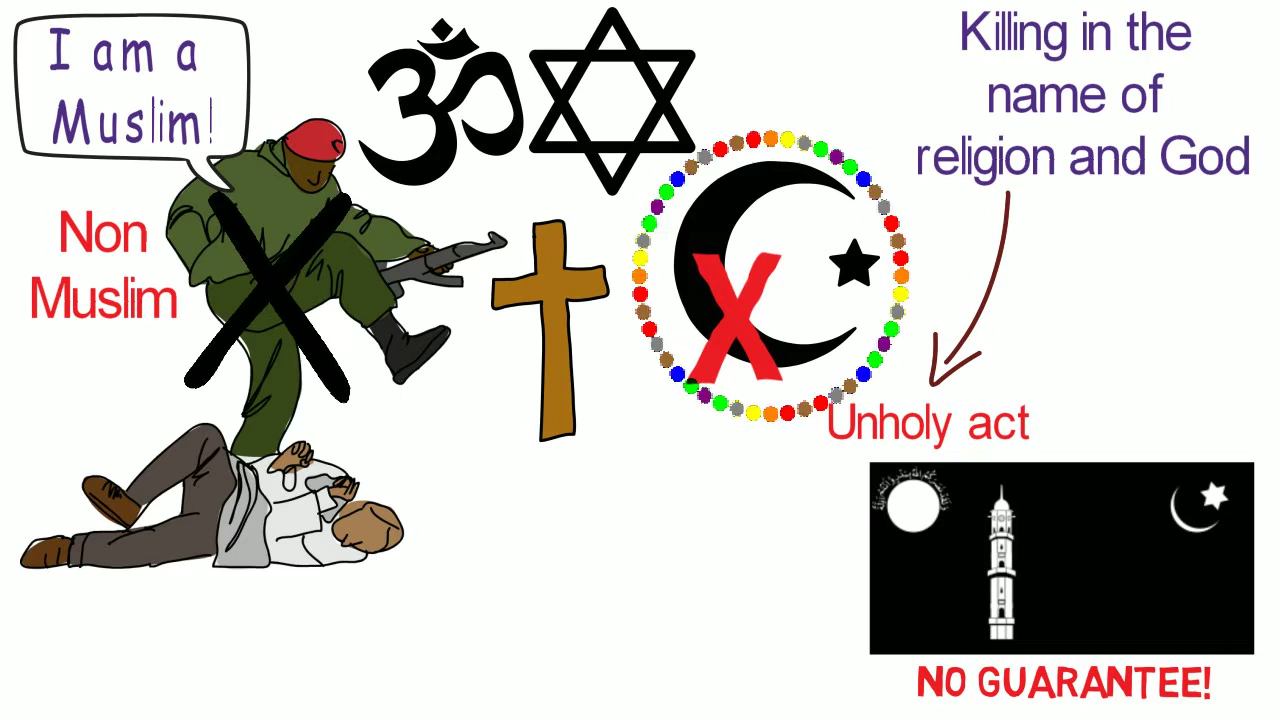 I am a
Muslim!
Killing in the
name of
religion and God
Non
Muslim
Unholy act
NO GUARANTEE!